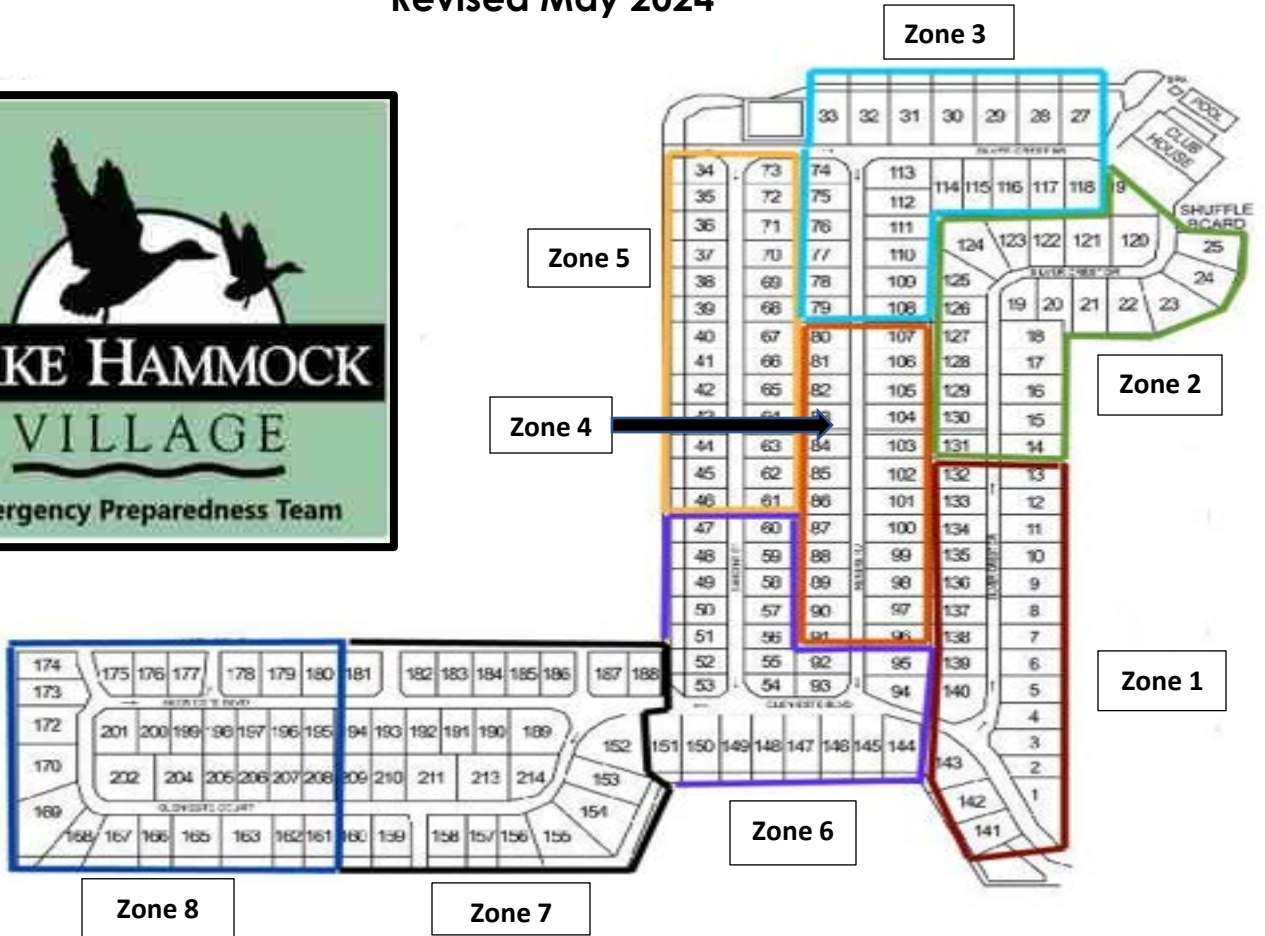 Revised May 2024
Zone 3
KE HAMMOCK
VILLAGE
ergency Preparedness Team
SPA
POOL
CLUB
HOUSE
SHUFFLE
BOARD
33 32 31 30 29 28 27
SILVER CREST DR
34 73 74 113 114 115 116 117 118 19
35 72 75 112
36 71 76 111
37 70 77 110 124 123 122 121 120 25
38 69 78 109 125 SILVER CREST DR 24
39 68 79 108 126 19 20 21 22 23
40 67 80 107 127 18
41 66 81 106 128 17
42 65 82 105 129 16
104 130 15
44 63 84 103 131 14
45 62 85 102 132 13
46 61 86 101 133 12
47 60 87 100 134 11
48 59 88 99 135 10
49 58 89 98 136 9
50 57 90 97 137 8
51 56 91 96 138 7
52 55 92 95 139 6
53 54 93 94 140 5
4
3
2
1
Zone 5
Zone 4
Zone 2
Zone 1
151 150 149 148 147 146 145 144 143
142
141
174 175 176 177 178 179 180 181 182 183 184 185 186 187 188
173
172 201 200 199 198 197 196 195 94 193 192 191 190 189 152
170 202 204 205 206 207 208 209 210 211 213 214 153
169 154
168 167 166 165 163 162 161 160 159 158 157 156 155
Zone 6
Zone 8
Zone 7